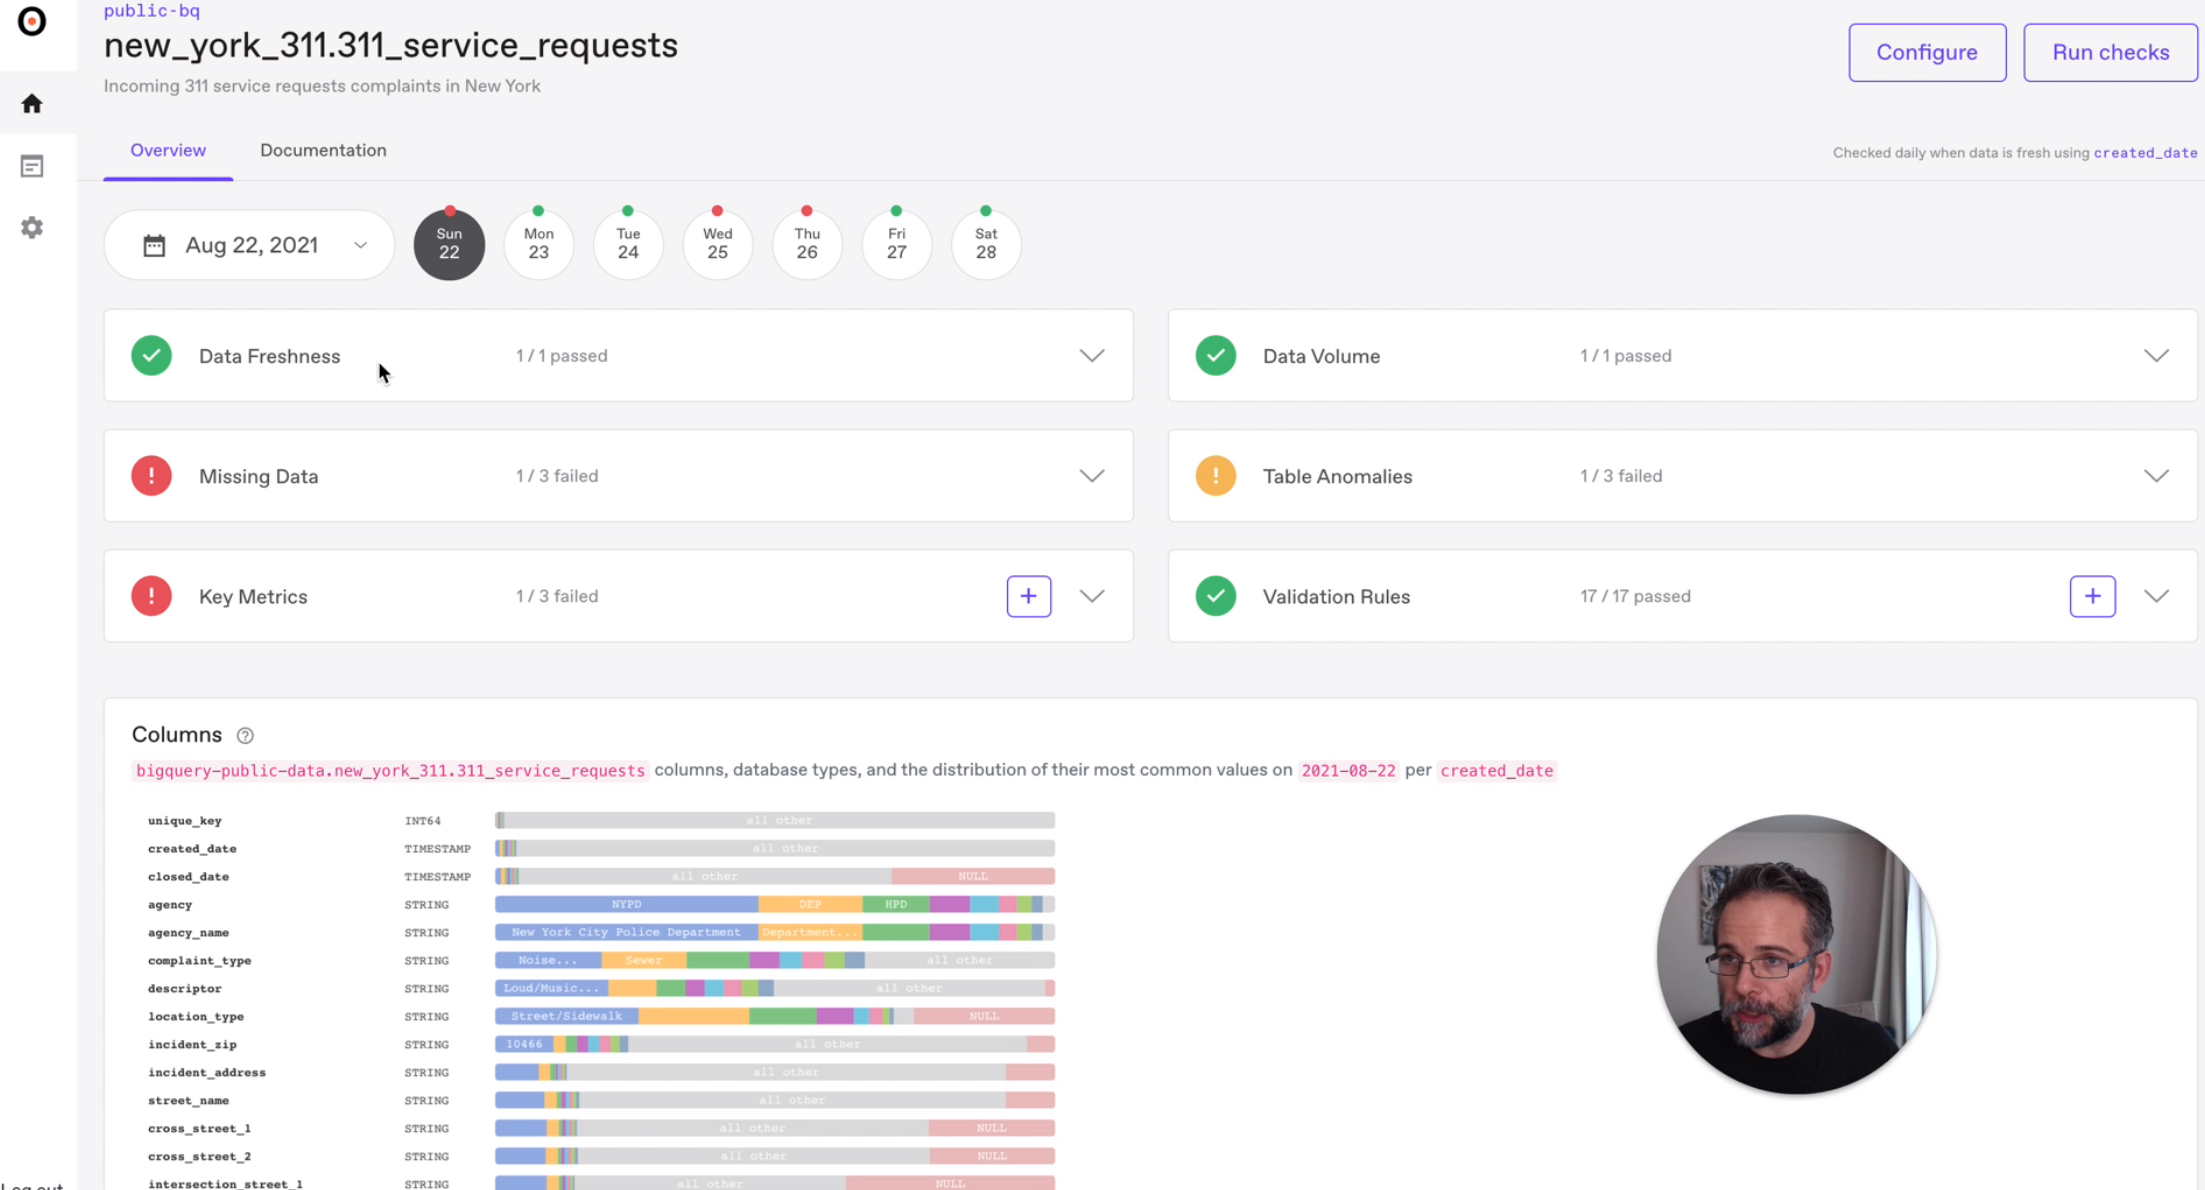 public-bq
new_york_311.311_service_requests
Incoming 311 service requests complaints in New York
Configure
Run checks
Overview
Documentation
Checked daily when data is fresh using created_date
Aug 22, 2021
Sun
22
Mon
23
Tue
24
Wed
25
Thu
26
Fri
27
Sat
28
Data Freshness 1 / 1 passed
Data Volume 1 / 1 passed
Missing Data 1 / 3 failed
Table Anomalies 1 / 3 failed
Key Metrics 1 / 3 failed +
Validation Rules 17 / 17 passed +
Columns ?
bigquery-public-data.new_york_311.311_service_requests columns, database types, and the distribution of their most common values on 2021-08-22 per created_date
unique_key INT64 all other
created_date TIMESTAMP all other
closed_date TIMESTAMP all other NULL
agency STRING NYPD DEP HPD
agency_name STRING New York City Police Department Department...
complaint_type STRING Noise... Sewer all other
descriptor STRING Loud/Music... all other
location_type STRING Street/Sidewalk NULL
incident_zip STRING 10466 all other
incident_address STRING all other
street_name STRING all other
cross_street_1 STRING all other NULL
cross_street_2 STRING all other NULL
intersection_street_1 STRING all other NULL
Log out